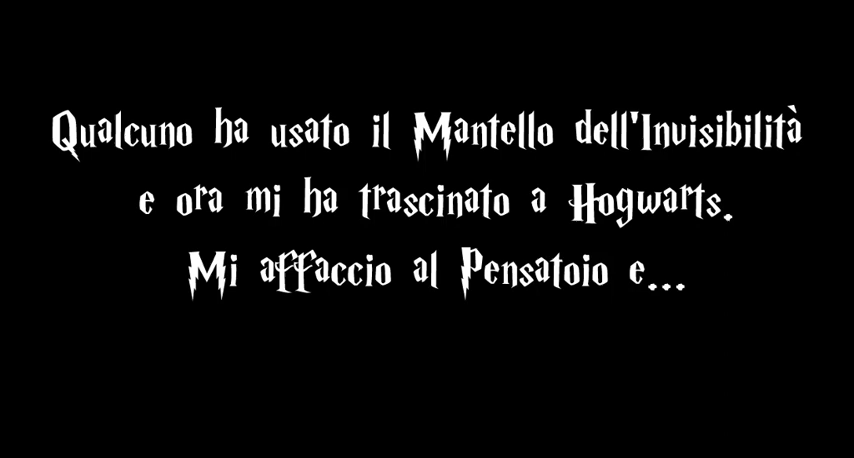 Qualcuno ha usato il Mantello dell'Invisibilità
e ora mi ha trascinato a Hogwarts.
Mi affaccio al Pensatoio e...